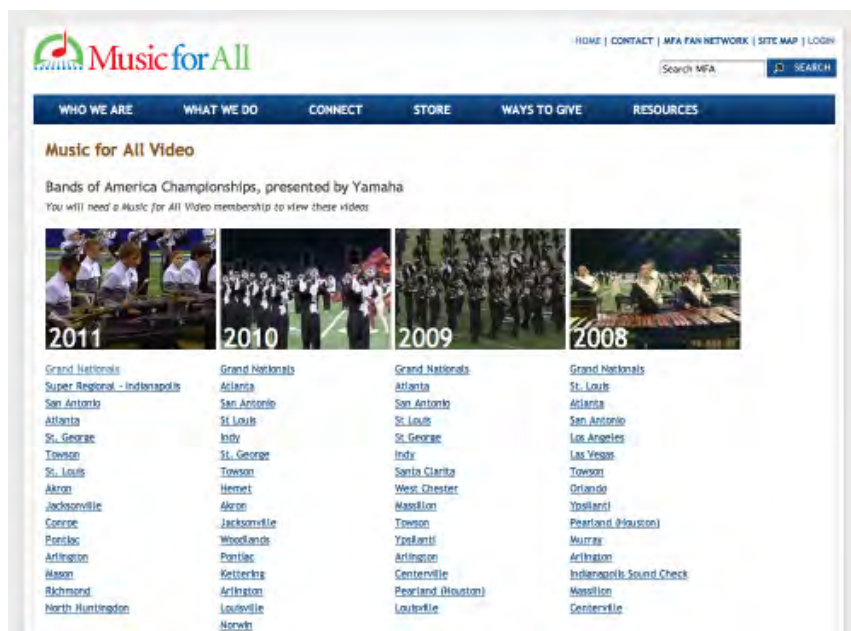 HOME | CONTACT | MFA FAN NETWORK | SITE MAP | LOGIN
Music for All
Search MFA SEARCH
WHO WE ARE WHAT WE DO CONNECT STORE WAYS TO GIVE RESOURCES
Music for All Video
Bands of America Championships, presented by Yamaha
You will need a Music for All Video membership to view these videos
2011 2010 2009 2008
Grand Nationals Grand Nationals Grand Nationals Grand Nationals
Super Regional - Indianapolis Atlanta Atlanta St. Louis
San Antonio San Antonio San Antonio Atlanta
Atlanta St Louis St. Louis San Antonio
St. George Indy St George Los Angeles
Towson St. George Indy Las Vegas
St. Louis Towson Santa Clarita Towson
Akron Hemet West Chester Orlando
Jacksonville Akron Massillon Ypsilanti
Conroe Jacksonville Towson Pearland (Houston)
Pontiac Woodlands Ypsilanti Murray
Arlington Pontiac Arlington Arlington
Mason Kettering Centerville Indianapolis Sound Check
Richmond Arlington Pearland (Houston) Massillon
North Huntingdon Louisville Louisville Centerville
Norwin